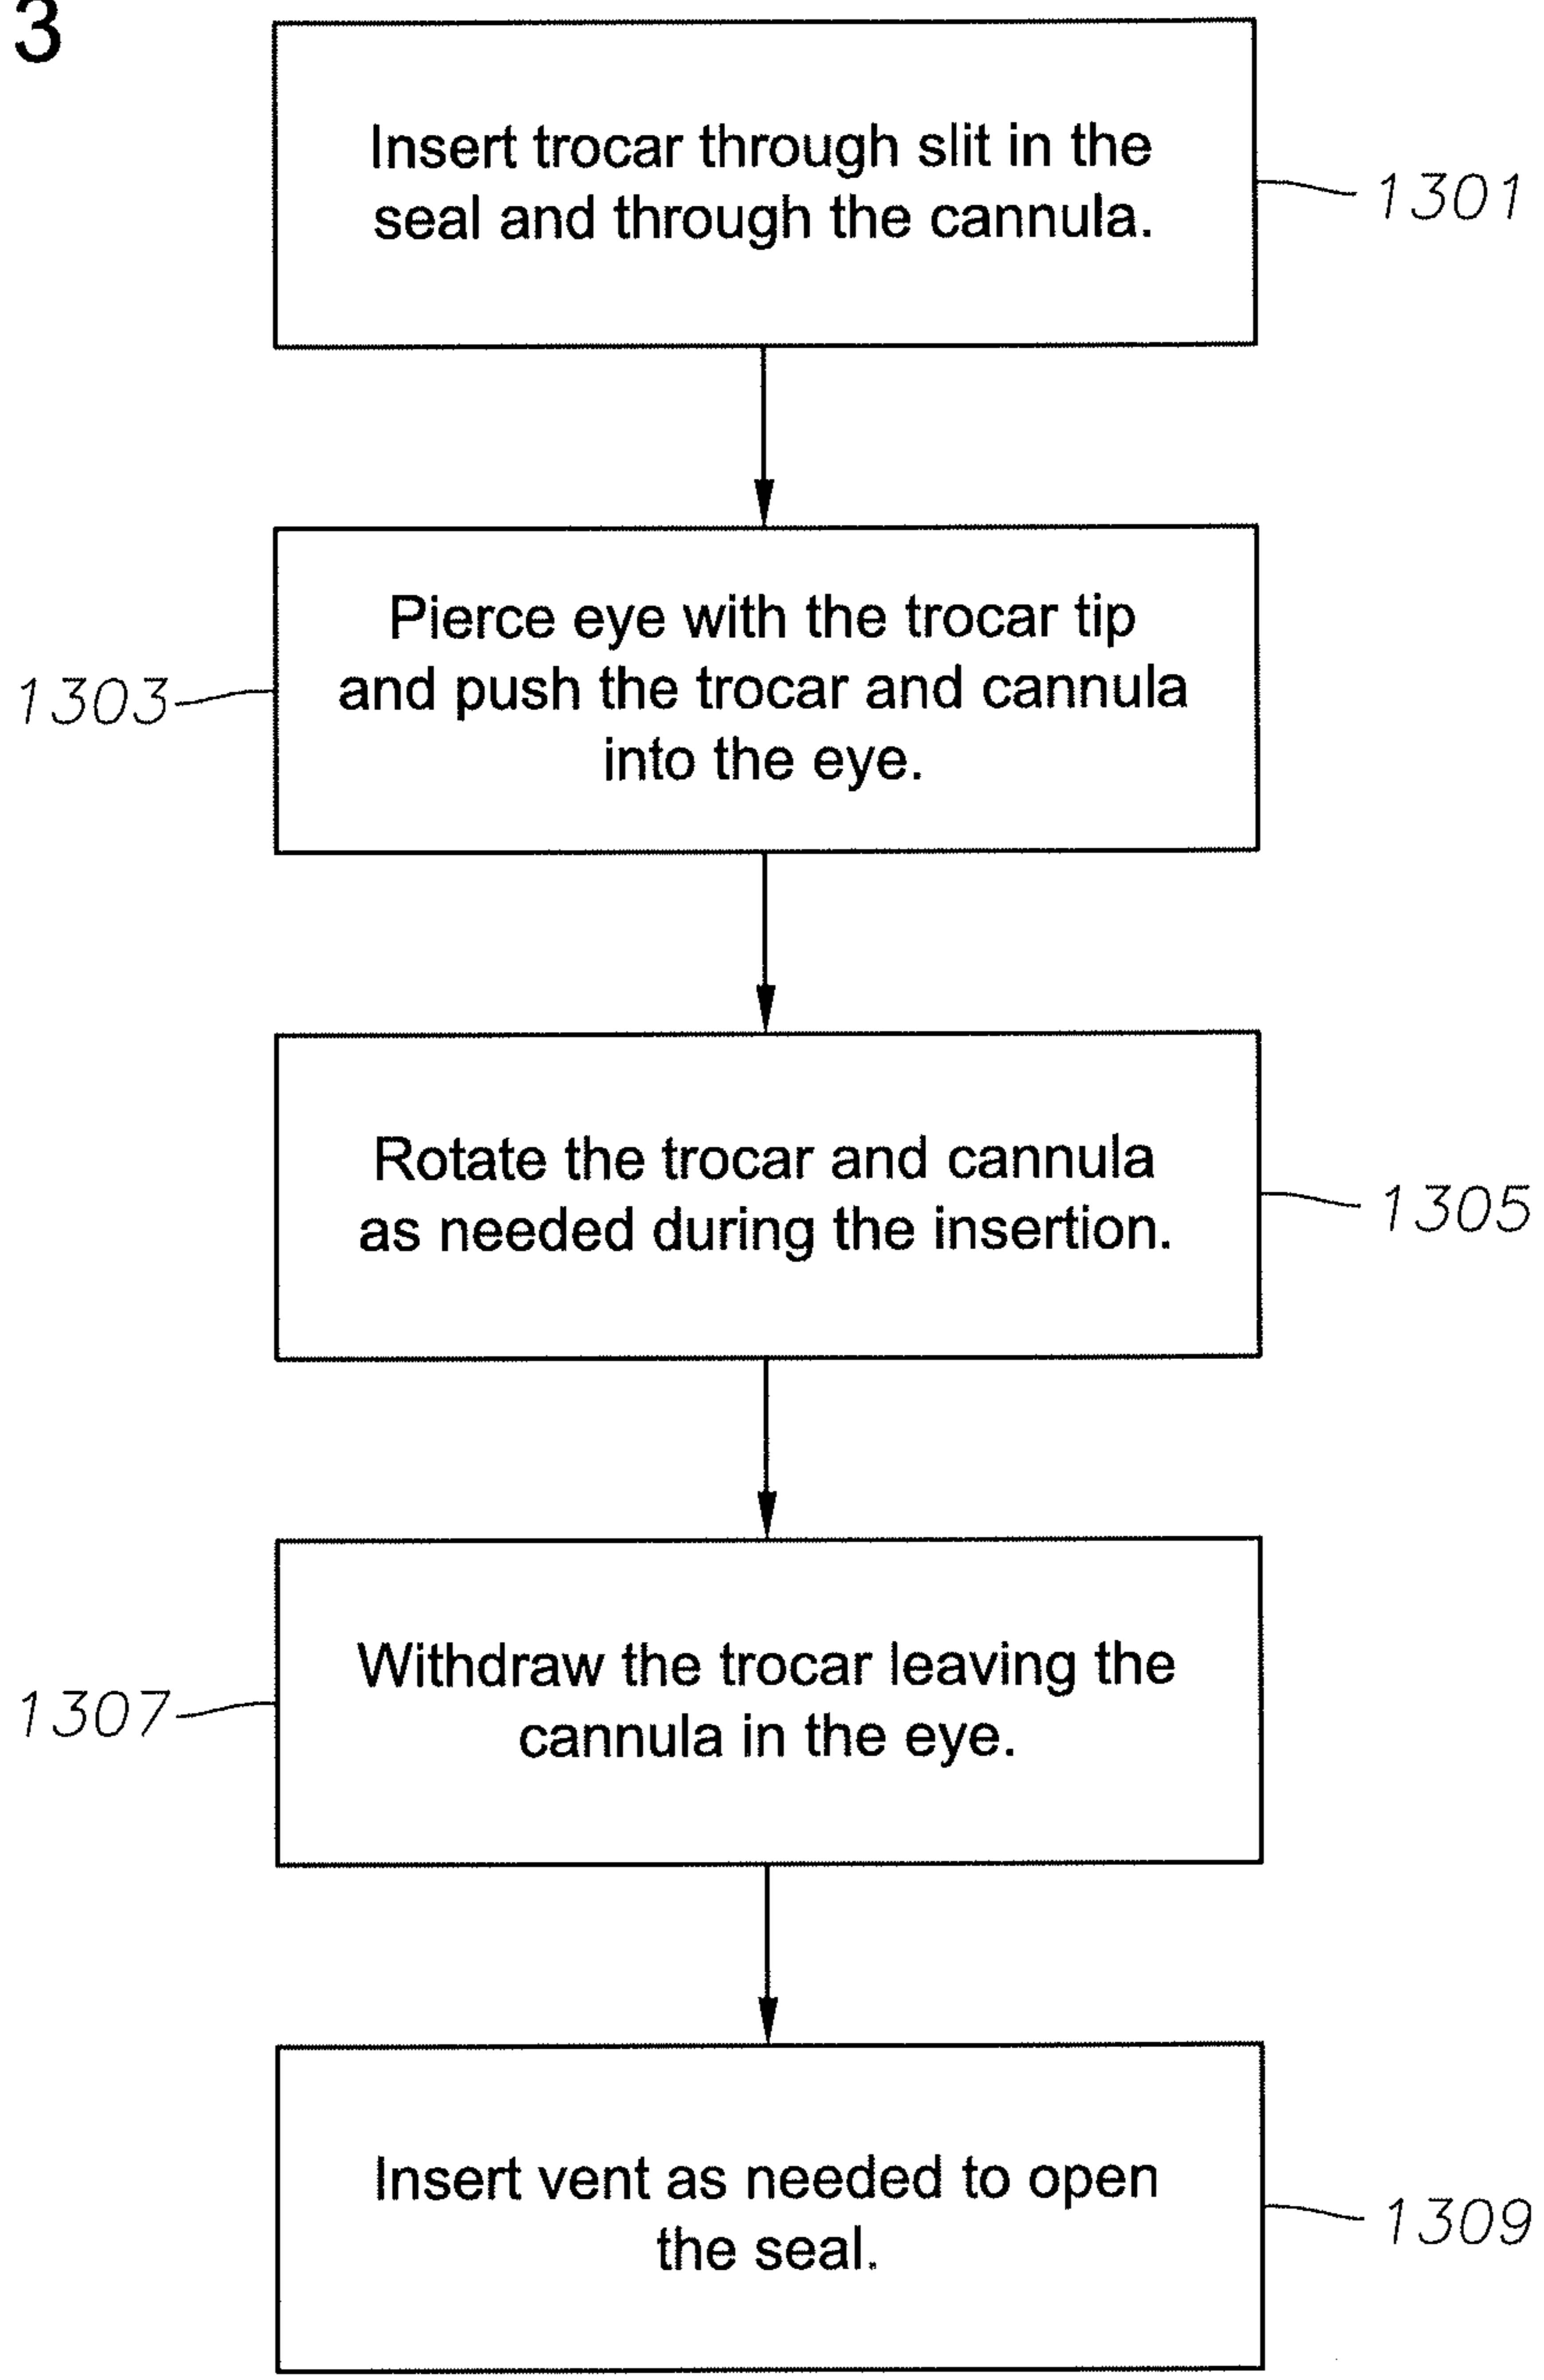 3
Insert trocar through slit in the
seal and through the cannula.
1301
Pierce eye with the trocar tip
and push the trocar and cannula
into the eye.
1303
Rotate the trocar and cannula
as needed during the insertion.
1305
Withdraw the trocar leaving the
cannula in the eye.
1307
Insert vent as needed to open
the seal.
1309